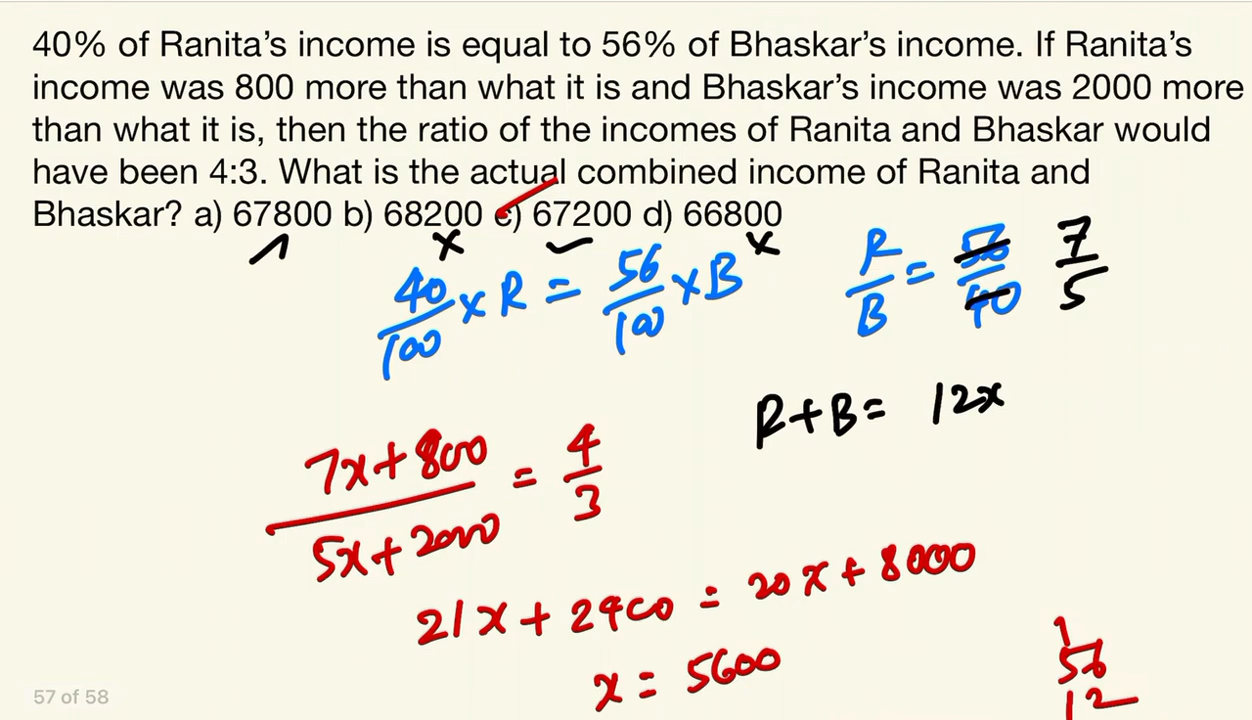 40% of Ranita's income is equal to 56% of Bhaskar's income. If Ranita's
income was 800 more than what it is and Bhaskar's income was 2000 more
than what it is, then the ratio of the incomes of Ranita and Bhaskar would
have been 4:3. What is the actual combined income of Ranita and
Bhaskar? a) 67800 b) 68200 c) 67200 d) 66800
40/100 x R = 56/100 x B
R/B = 56/40 7/5
R+B = 12x
7x+800/5x+2000 = 4/3
21x + 2400 = 20x + 8000
x = 5600
1
56
12
57 of 58